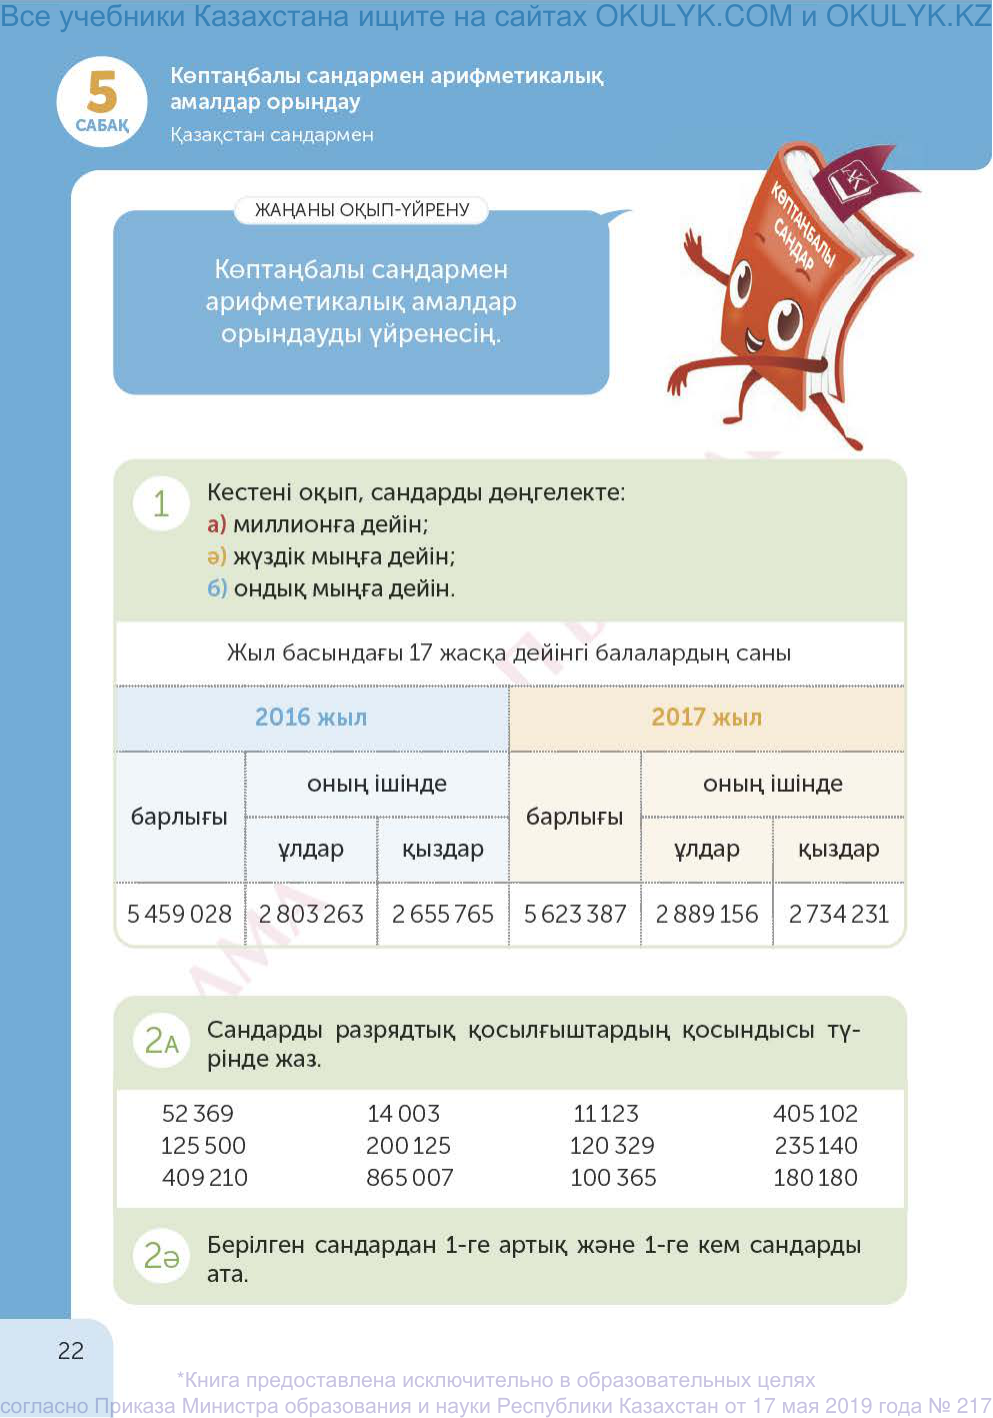 Все учебники Казахстана ищите на сайтах OKULYK.COM и OKULYK.KZ
5
САБАҚ
Көптаңбалы сандармен арифметикалық
амалдар орындау
Қазақстан сандармен
КӨПТАҢБАЛЫ
САНДАР
ЖАҢАНЫ ОҚЫП-ҮЙРЕНУ
Көптаңбалы сандармен
арифметикалық амалдар
орындауды үйренесің.
1
Кестені оқып, сандарды дөңгелекте:
а) миллионға дейін;
ә) жүздік мыңға дейін;
б) ондық мыңға дейін.
Жыл басындағы 17 жасқа дейінгі балалардың саны
2016 жыл 2017 жыл
барлығы оның ішінде барлығы оның ішінде
ұлдар қыздар ұлдар қыздар
5 459 028 2 803 263 2 655 765 5 623 387 2 889 156 2 734 231
2А
Сандарды разрядтық қосылғыштардың қосындысы тү-
рінде жаз.
52 369 14 003 11 123 405 102
125 500 200 125 120 329 235 140
409 210 865 007 100 365 180 180
2ә
Берілген сандардан 1-ге артық және 1-ге кем сандарды
ата.
22
*Книга предоставлена исключительно в образовательных целях
согласно Приказа Министра образования и науки Республики Казахстан от 17 мая 2019 года № 217